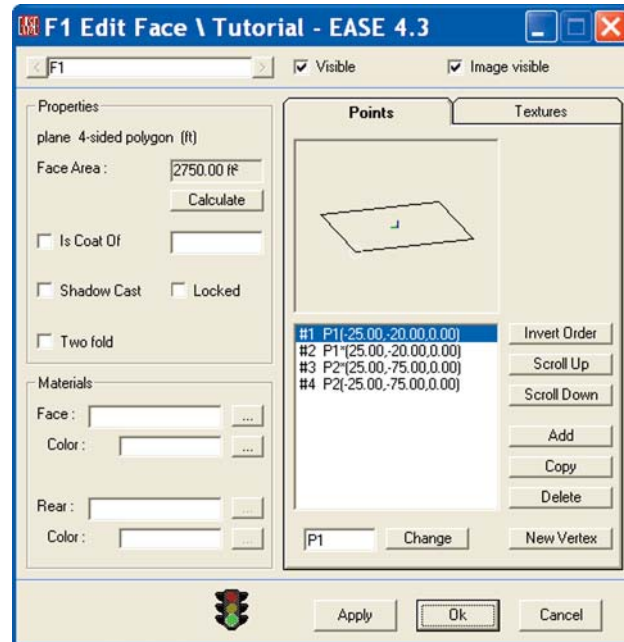 EASE F1 Edit Face \ Tutorial - EASE 4.3
< F1 > Visible Image visible
Properties
plane 4-sided polygon (ft)
Face Area : 2750.00 ft²
Calculate
Is Coat Of
Shadow Cast Locked
Two fold
Materials
Face : ...
Color : ...
Rear : ...
Color : ...
Points Textures
#1 P1(-25.00,-20.00,0.00)
#2 P1*(25.00,-20.00,0.00)
#3 P2*(25.00,-75.00,0.00)
#4 P2(-25.00,-75.00,0.00)
Invert Order
Scroll Up
Scroll Down
Add
Copy
Delete
P1 Change New Vertex
Apply Ok Cancel